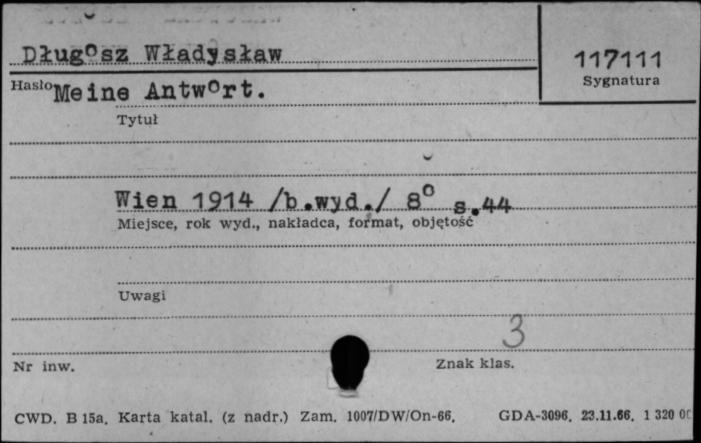 Długosz Władysław
117111
Sygnatura
Hasło Meine Antwort.
Tytuł
Wien 1914 /b.wyd./ 8° s.44
Miejsce, rok wyd., nakładca, format, objętość
Uwagi
3
Nr inw.
Znak klas.
CWD. B 15a. Karta katal. (z nadr.) Zam. 1007/DW/On-66. GDA-3096. 23.11.66. 1 320 00